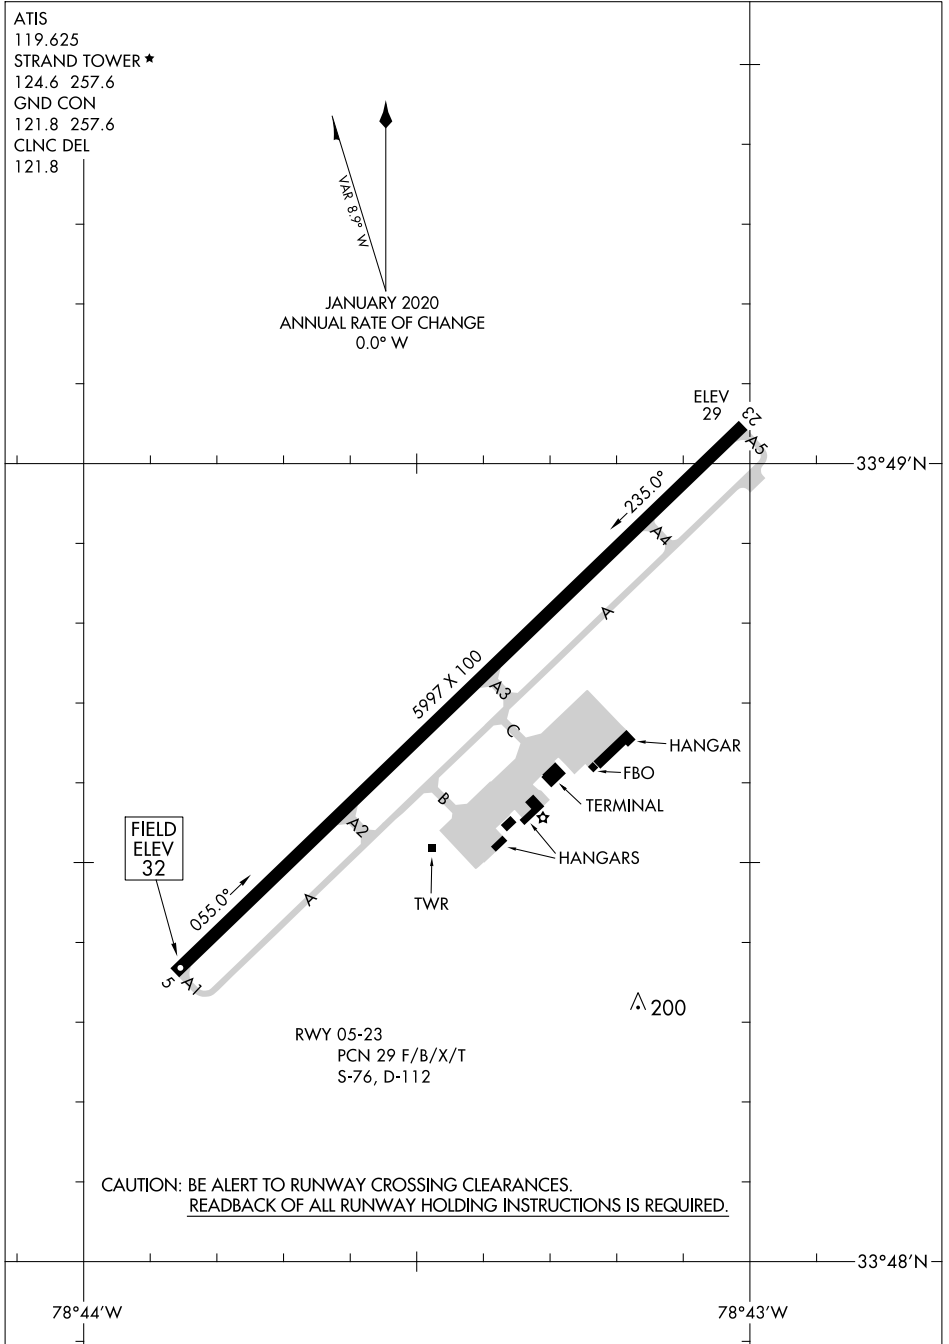 ATIS
119.625
STRAND TOWER★
124.6 257.6
GND CON
121.8 257.6
CLNC DEL
121.8
VAR 8.9° W
JANUARY 2020
ANNUAL RATE OF CHANGE
0.0° W
ELEV
29
23
A5
33°49'N
235.0°
A4
A
5997 X 100
A3
C
HANGAR
FBO
B
TERMINAL
A2
FIELD
ELEV
32
HANGARS
TWR
055.0°
A
5
A1
200
RWY 05-23
PCN 29 F/B/X/T
S-76, D-112
CAUTION: BE ALERT TO RUNWAY CROSSING CLEARANCES.
READBACK OF ALL RUNWAY HOLDING INSTRUCTIONS IS REQUIRED.
33°48'N
78°44'W
78°43'W